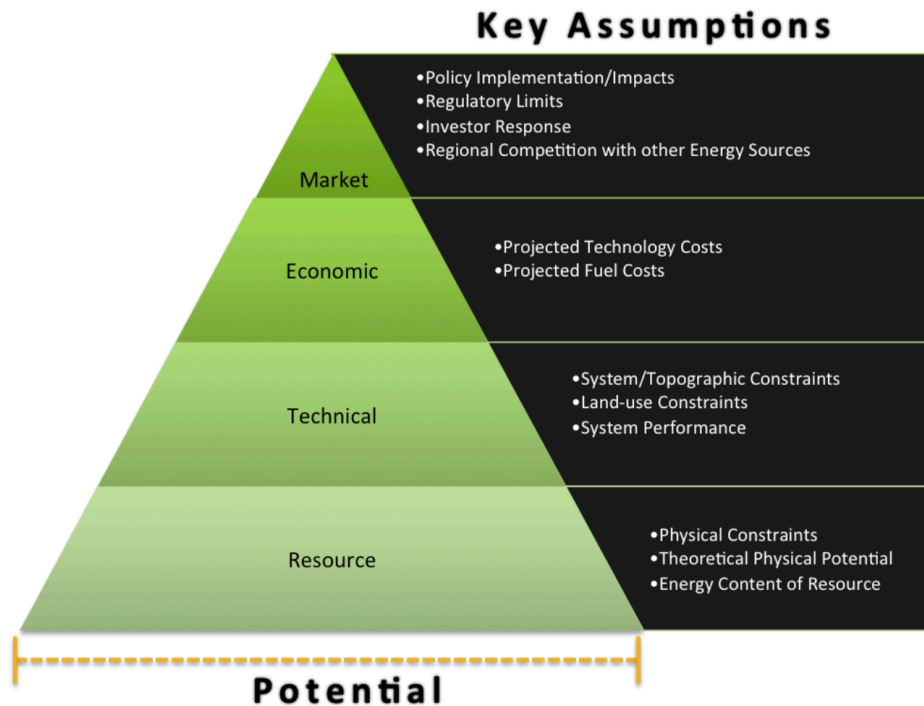 Key Assumptions
•Policy Implementation/Impacts
•Regulatory Limits
•Investor Response
•Regional Competition with other Energy Sources
Market
•Projected Technology Costs
•Projected Fuel Costs
Economic
•System/Topographic Constraints
•Land-use Constraints
•System Performance
Technical
•Physical Constraints
•Theoretical Physical Potential
•Energy Content of Resource
Resource
Potential